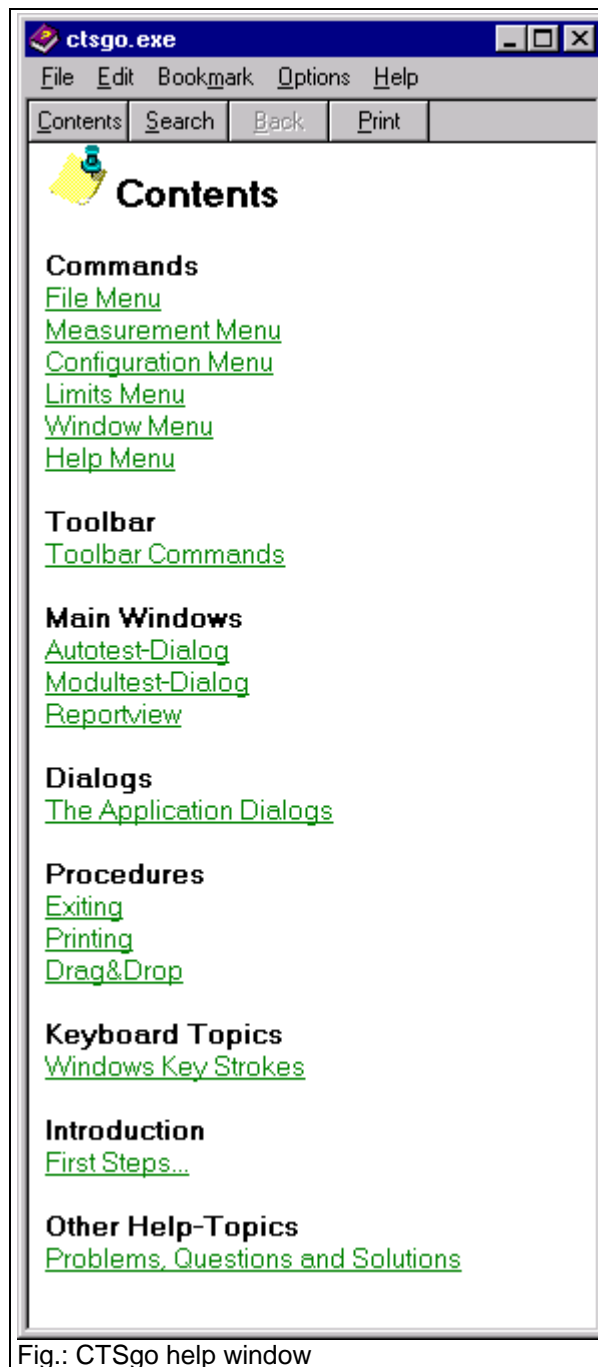 ctsgo.exe
File Edit Bookmark Options Help
Contents Search Back Print
Contents
Commands
File Menu
Measurement Menu
Configuration Menu
Limits Menu
Window Menu
Help Menu
Toolbar
Toolbar Commands
Main Windows
Autotest-Dialog
Modultest-Dialog
Reportview
Dialogs
The Application Dialogs
Procedures
Exiting
Printing
Drag&Drop
Keyboard Topics
Windows Key Strokes
Introduction
First Steps...
Other Help-Topics
Problems, Questions and Solutions
Fig.: CTSgo help window